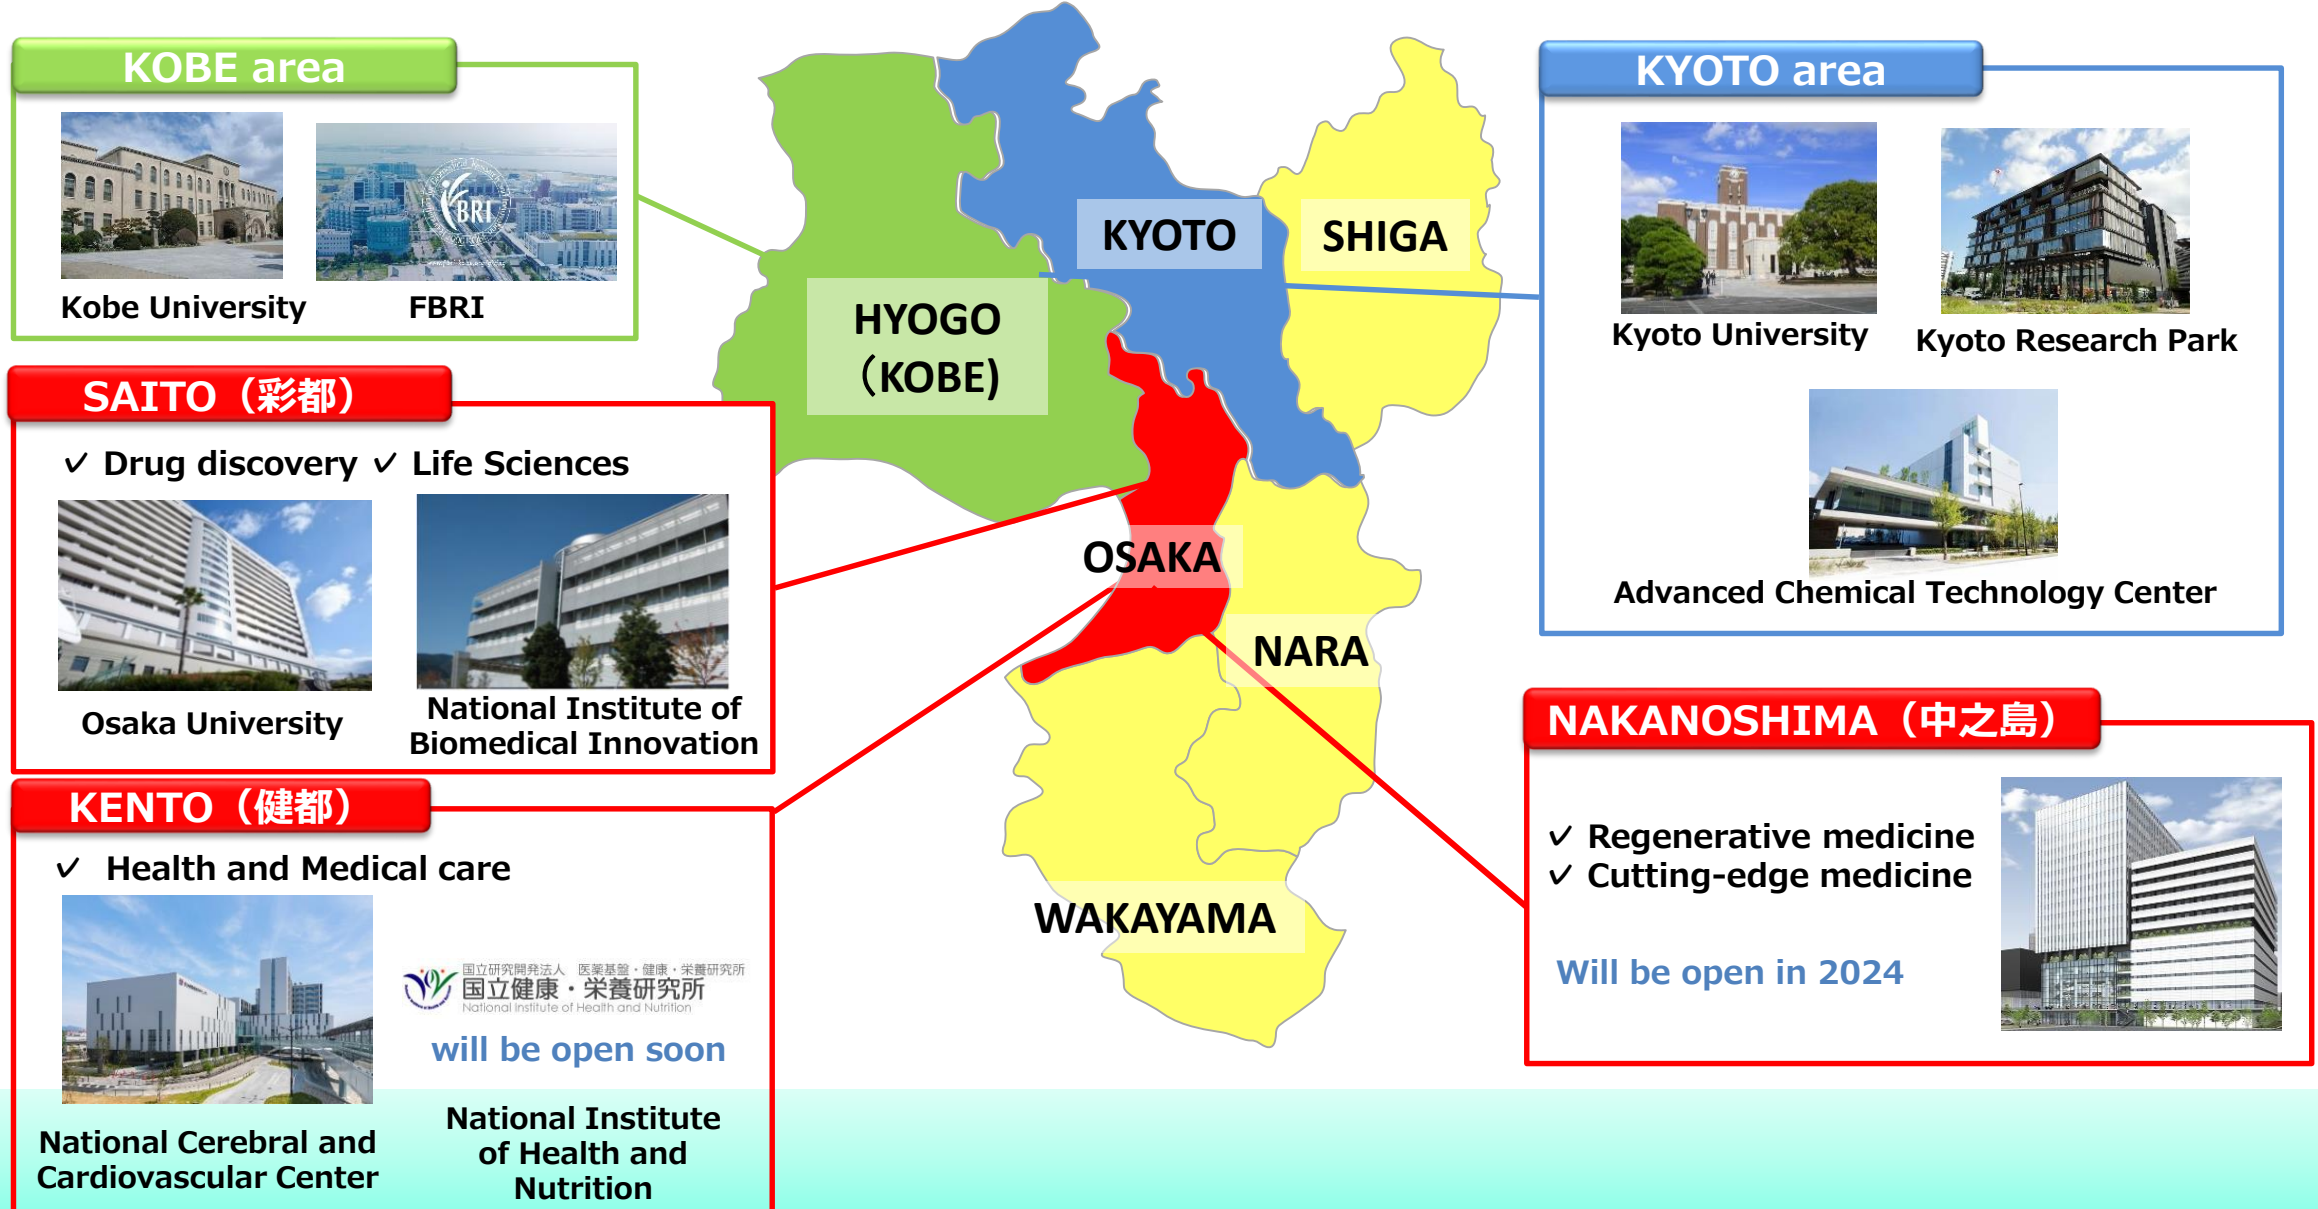 KOBE area
BRI
Kobe University
FBRI
SAITO（彩都）
✓ Drug discovery ✓ Life Sciences
Osaka University
National Institute of
Biomedical Innovation
KENTO（健都）
✓ Health and Medical care
国立研究開発法人 医薬基盤・健康・栄養研究所
国立健康・栄養研究所
National Institute of Health and Nutrition
will be open soon
National Cerebral and
Cardiovascular Center
National Institute
of Health and
Nutrition
KYOTO
SHIGA
HYOGO
（KOBE)
OSAKA
NARA
WAKAYAMA
KYOTO area
Kyoto University
Kyoto Research Park
Advanced Chemical Technology Center
NAKANOSHIMA（中之島）
✓ Regenerative medicine
✓ Cutting-edge medicine
Will be open in 2024